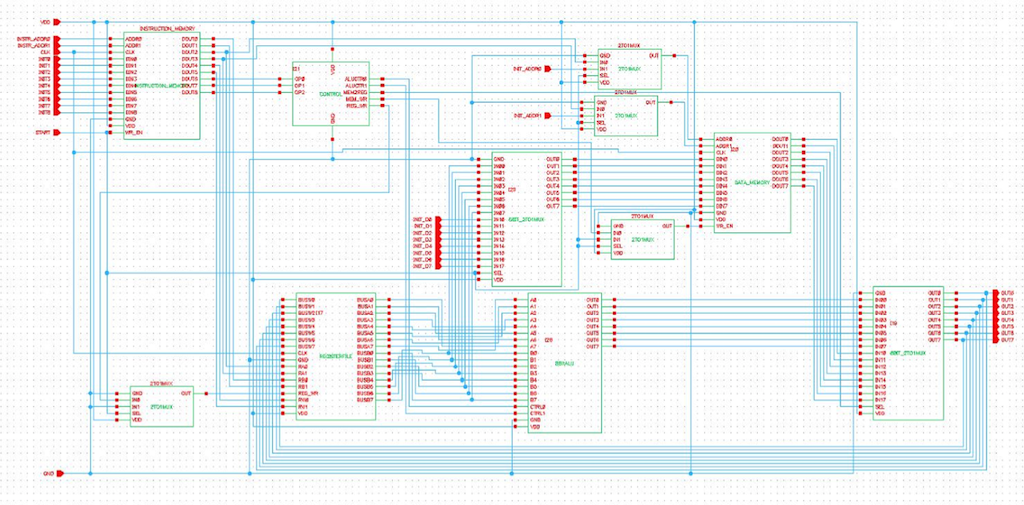 VDD
INSTR_ADDR0
INSTR_ADDR1
CLK
INST0
INST1
INST2
INST3
INST4
INST5
INST6
INST7
INST8
START
GND
INSTRUCTION_MEMORY
ADDR0
ADDR1
CLK
DIN0
DIN1
DIN2
DIN3
DIN4
DIN5
DIN6
DIN7
DIN8
GND
VDD
WR_EN
INSTRUCTION_MEMORY
DOUT0
DOUT1
DOUT2
DOUT3
DOUT4
DOUT5
DOUT6
DOUT7
DOUT8
OP0
OP1
OP2
VDD
CONTROL
GND
ALUCTR0
ALUCTR1
MEM2REG
MEM_WR
REG_WR
2TO1MUX
GND
IN0
IN1
SEL
VDD
2TO1MUX
OUT
INIT_ADDR0
2TO1MUX
GND
IN0
IN1
SEL
VDD
2TO1MUX
OUT
INIT_ADDR1
ADDR0
ADDR1
CLK
DIN0
DIN1
DIN2
DIN3
DIN4
DIN5
DIN6
DIN7
GND
VDD
WR_EN
DATA_MEMORY
DOUT0
DOUT1
DOUT2
DOUT3
DOUT4
DOUT5
DOUT6
DOUT7
GND
IN00
IN01
IN02
IN03
IN04
IN05
IN06
IN07
IN10
IN11
IN12
IN13
IN14
IN15
IN16
IN17
SEL
VDD
8BIT_2TO1MUX
OUT0
OUT1
OUT2
OUT3
OUT4
OUT5
OUT6
OUT7
INIT_D0
INIT_D1
INIT_D2
INIT_D3
INIT_D4
INIT_D5
INIT_D6
INIT_D7
2TO1MUX
GND
IN0
IN1
SEL
VDD
2TO1MUX
OUT
BUSW0
BUSW1
BUSW3
BUSW4
BUSW5
BUSW6
BUSW7
CLK
GND
RA0
RA1
RB0
RB1
REG_WR
RW0
RW1
VDD
BUSA0
BUSA1
BUSA2
BUSA3
BUSA4
BUSA5
BUSA6
BUSA7
BUSB0
BUSB1
BUSB2
BUSB3
BUSB4
BUSB5
BUSB6
BUSB7
A0
A1
A2
A3
A4
A5
A6
A7
B0
B1
B2
B3
B4
B5
B6
B7
CTRL0
CTRL1
GND
VDD
8BITALU
OUT0
OUT1
OUT2
OUT3
OUT4
OUT5
OUT6
OUT7
GND
IN00
IN01
IN02
IN03
IN04
IN05
IN06
IN07
IN10
IN11
IN12
IN13
IN14
IN15
IN16
IN17
SEL
VDD
8BIT_2TO1MUX
OUT0
OUT1
OUT2
OUT3
OUT4
OUT5
OUT6
OUT7
OUT0
OUT1
OUT2
OUT3
OUT4
OUT5
OUT6
OUT7
2TO1MUX
GND
IN0
IN1
SEL
VDD
2TO1MUX
OUT